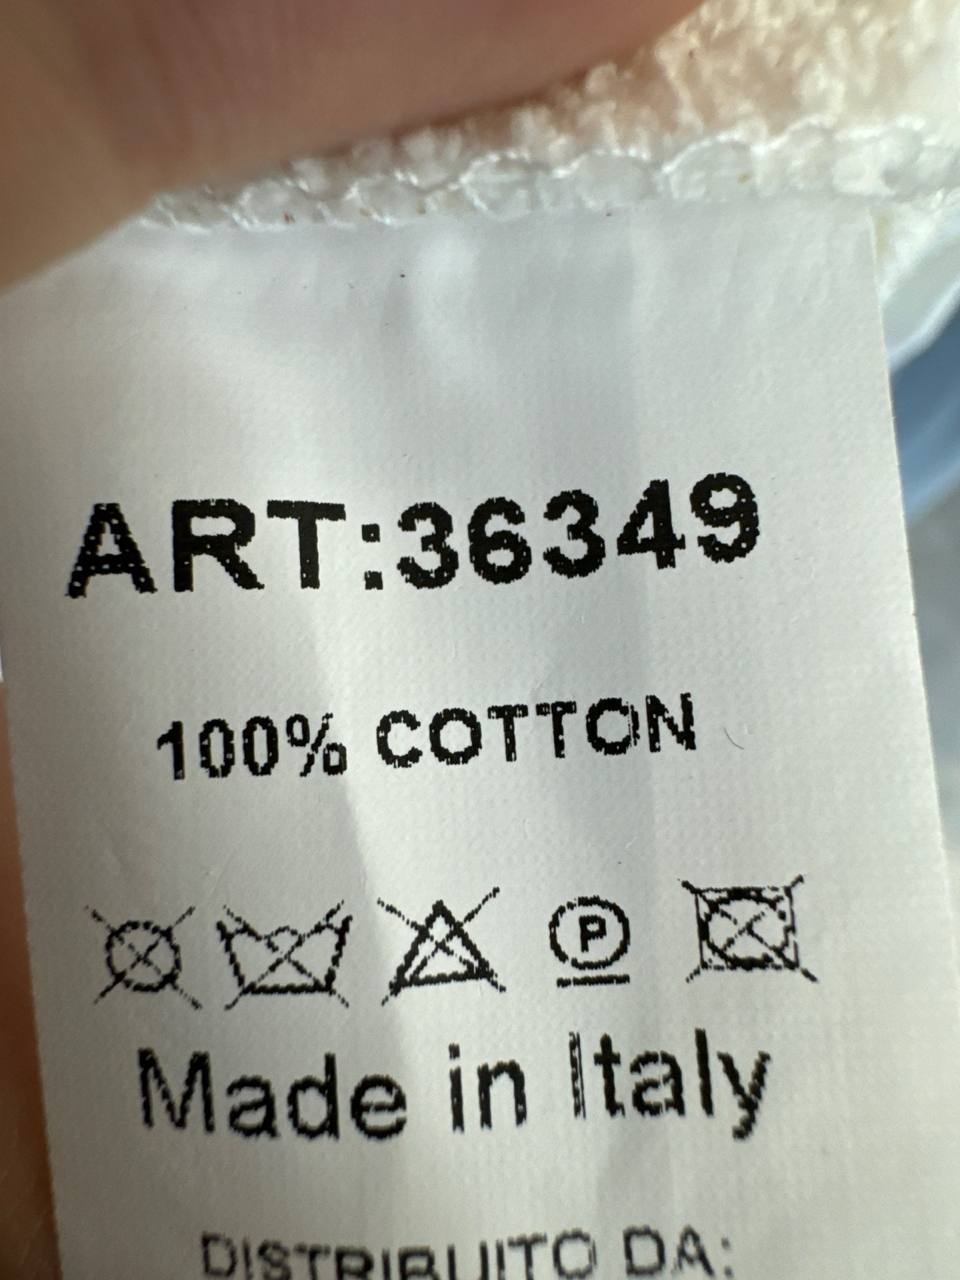 ART:36349
100% COTTON
P
Made in Italy
DISTRIBUITO DA: